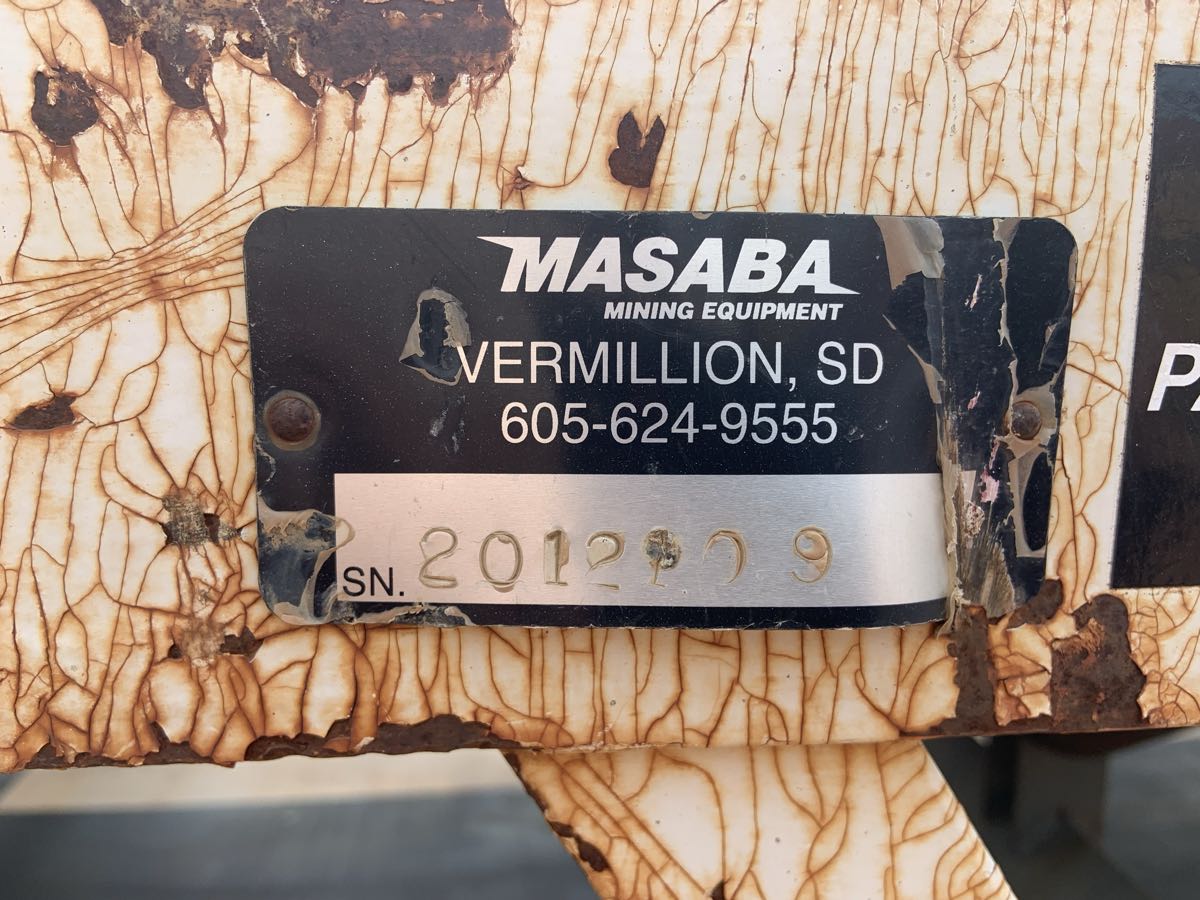 MASABA
MINING EQUIPMENT
VERMILLION, SD
605-624-9555
SN.